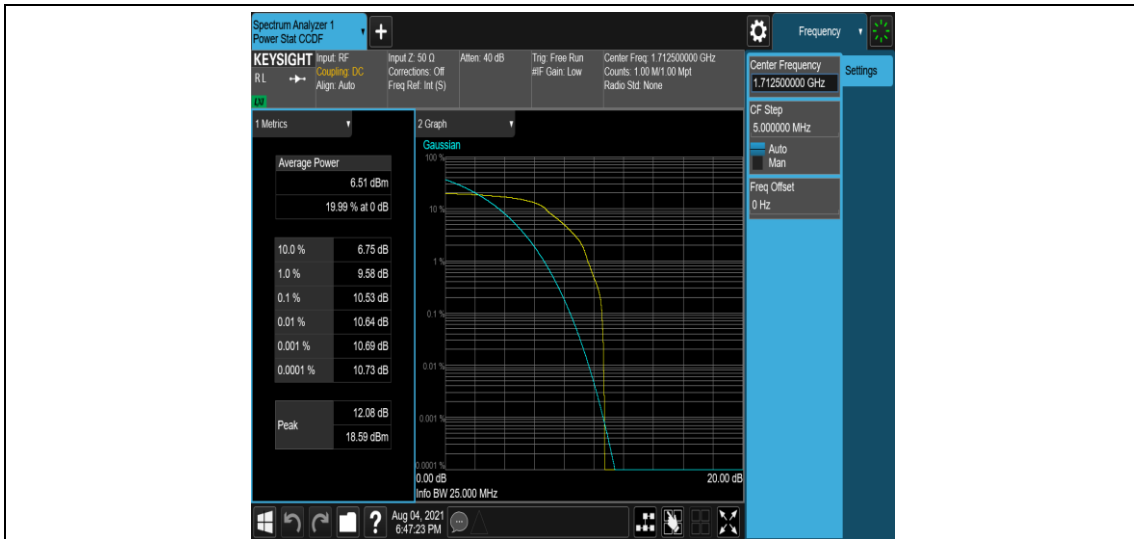 Spectrum Analyzer 1
Power Stat CCDF
+
Frequency
KEYSIGHT
RL
LM
Input: RF
Coupling: DC
Align: Auto
Input Z: 50 Ω
Corrections: Off
Freq Ref: Int (S)
Atten: 40 dB
Trig: Free Run
#IF Gain: Low
Center Freq: 1.712500000 GHz
Counts: 1.00 M/1.00 Mpt
Radio Std: None
Center Frequency
1.712500000 GHz
Settings
CF Step
5.000000 MHz
Auto
Man
Freq Offset
0 Hz
1 Metrics
Average Power
6.51 dBm
19.99 % at 0 dB
10.0 % 6.75 dB
1.0 % 9.58 dB
0.1 % 10.53 dB
0.01 % 10.64 dB
0.001 % 10.69 dB
0.0001 % 10.73 dB
Peak
12.08 dB
18.59 dBm
2 Graph
Gaussian
100 %
10 %
1 %
0.1 %
0.01 %
0.001 %
0.0001 %
0.00 dB
20.00 dB
Info BW 25.000 MHz
?
Aug 04, 2021
6:47:23 PM